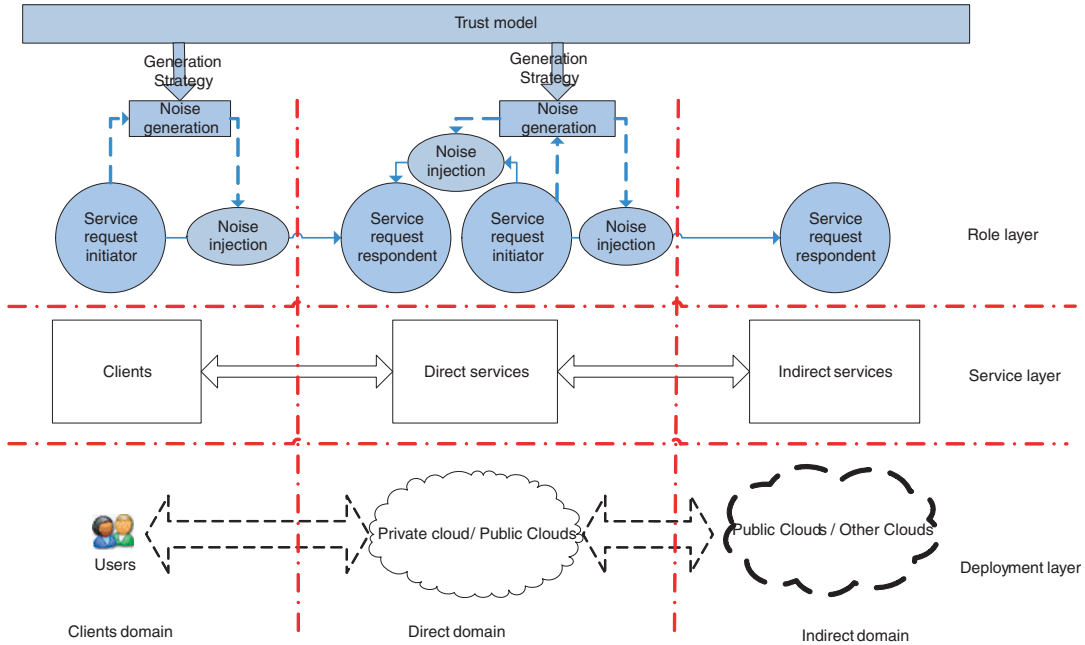 Trust model
Generation
Strategy
Generation
Strategy
Noise
generation
Noise
generation
Noise
injection
Service
request
initiator
Noise
injection
Service
request
respondent
Service
request
initiator
Noise
injection
Service
request
respondent
Role layer
Clients
Direct services
Indirect services
Service layer
Users
Private cloud/ Public Clouds
Public Clouds / Other Clouds
Deployment layer
Clients domain
Direct domain
Indirect domain